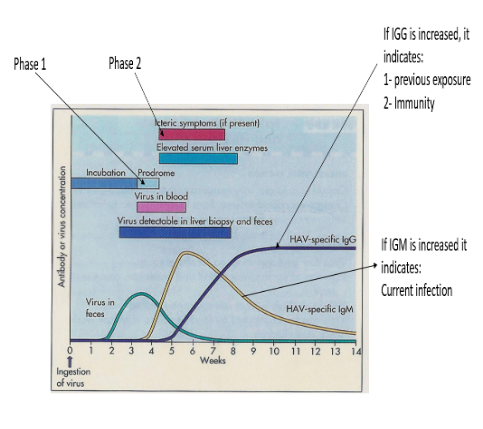 If IGG is increased, it
indicates:
1- previous exposure
2- Immunity
Phase 1
Phase 2
Icteric symptoms (if present)
Elevated serum liver enzymes
Incubation
Prodrome
Virus in blood
Virus detectable in liver biopsy and feces
HAV-specific IgG
If IGM is increased it
indicates:
Current infection
Virus in
feces
HAV-specific IgM
Antibody or virus concentration
0 1 2 3 4 5 6 7 8 9 10 11 12 13 14
Weeks
Ingestion
of virus